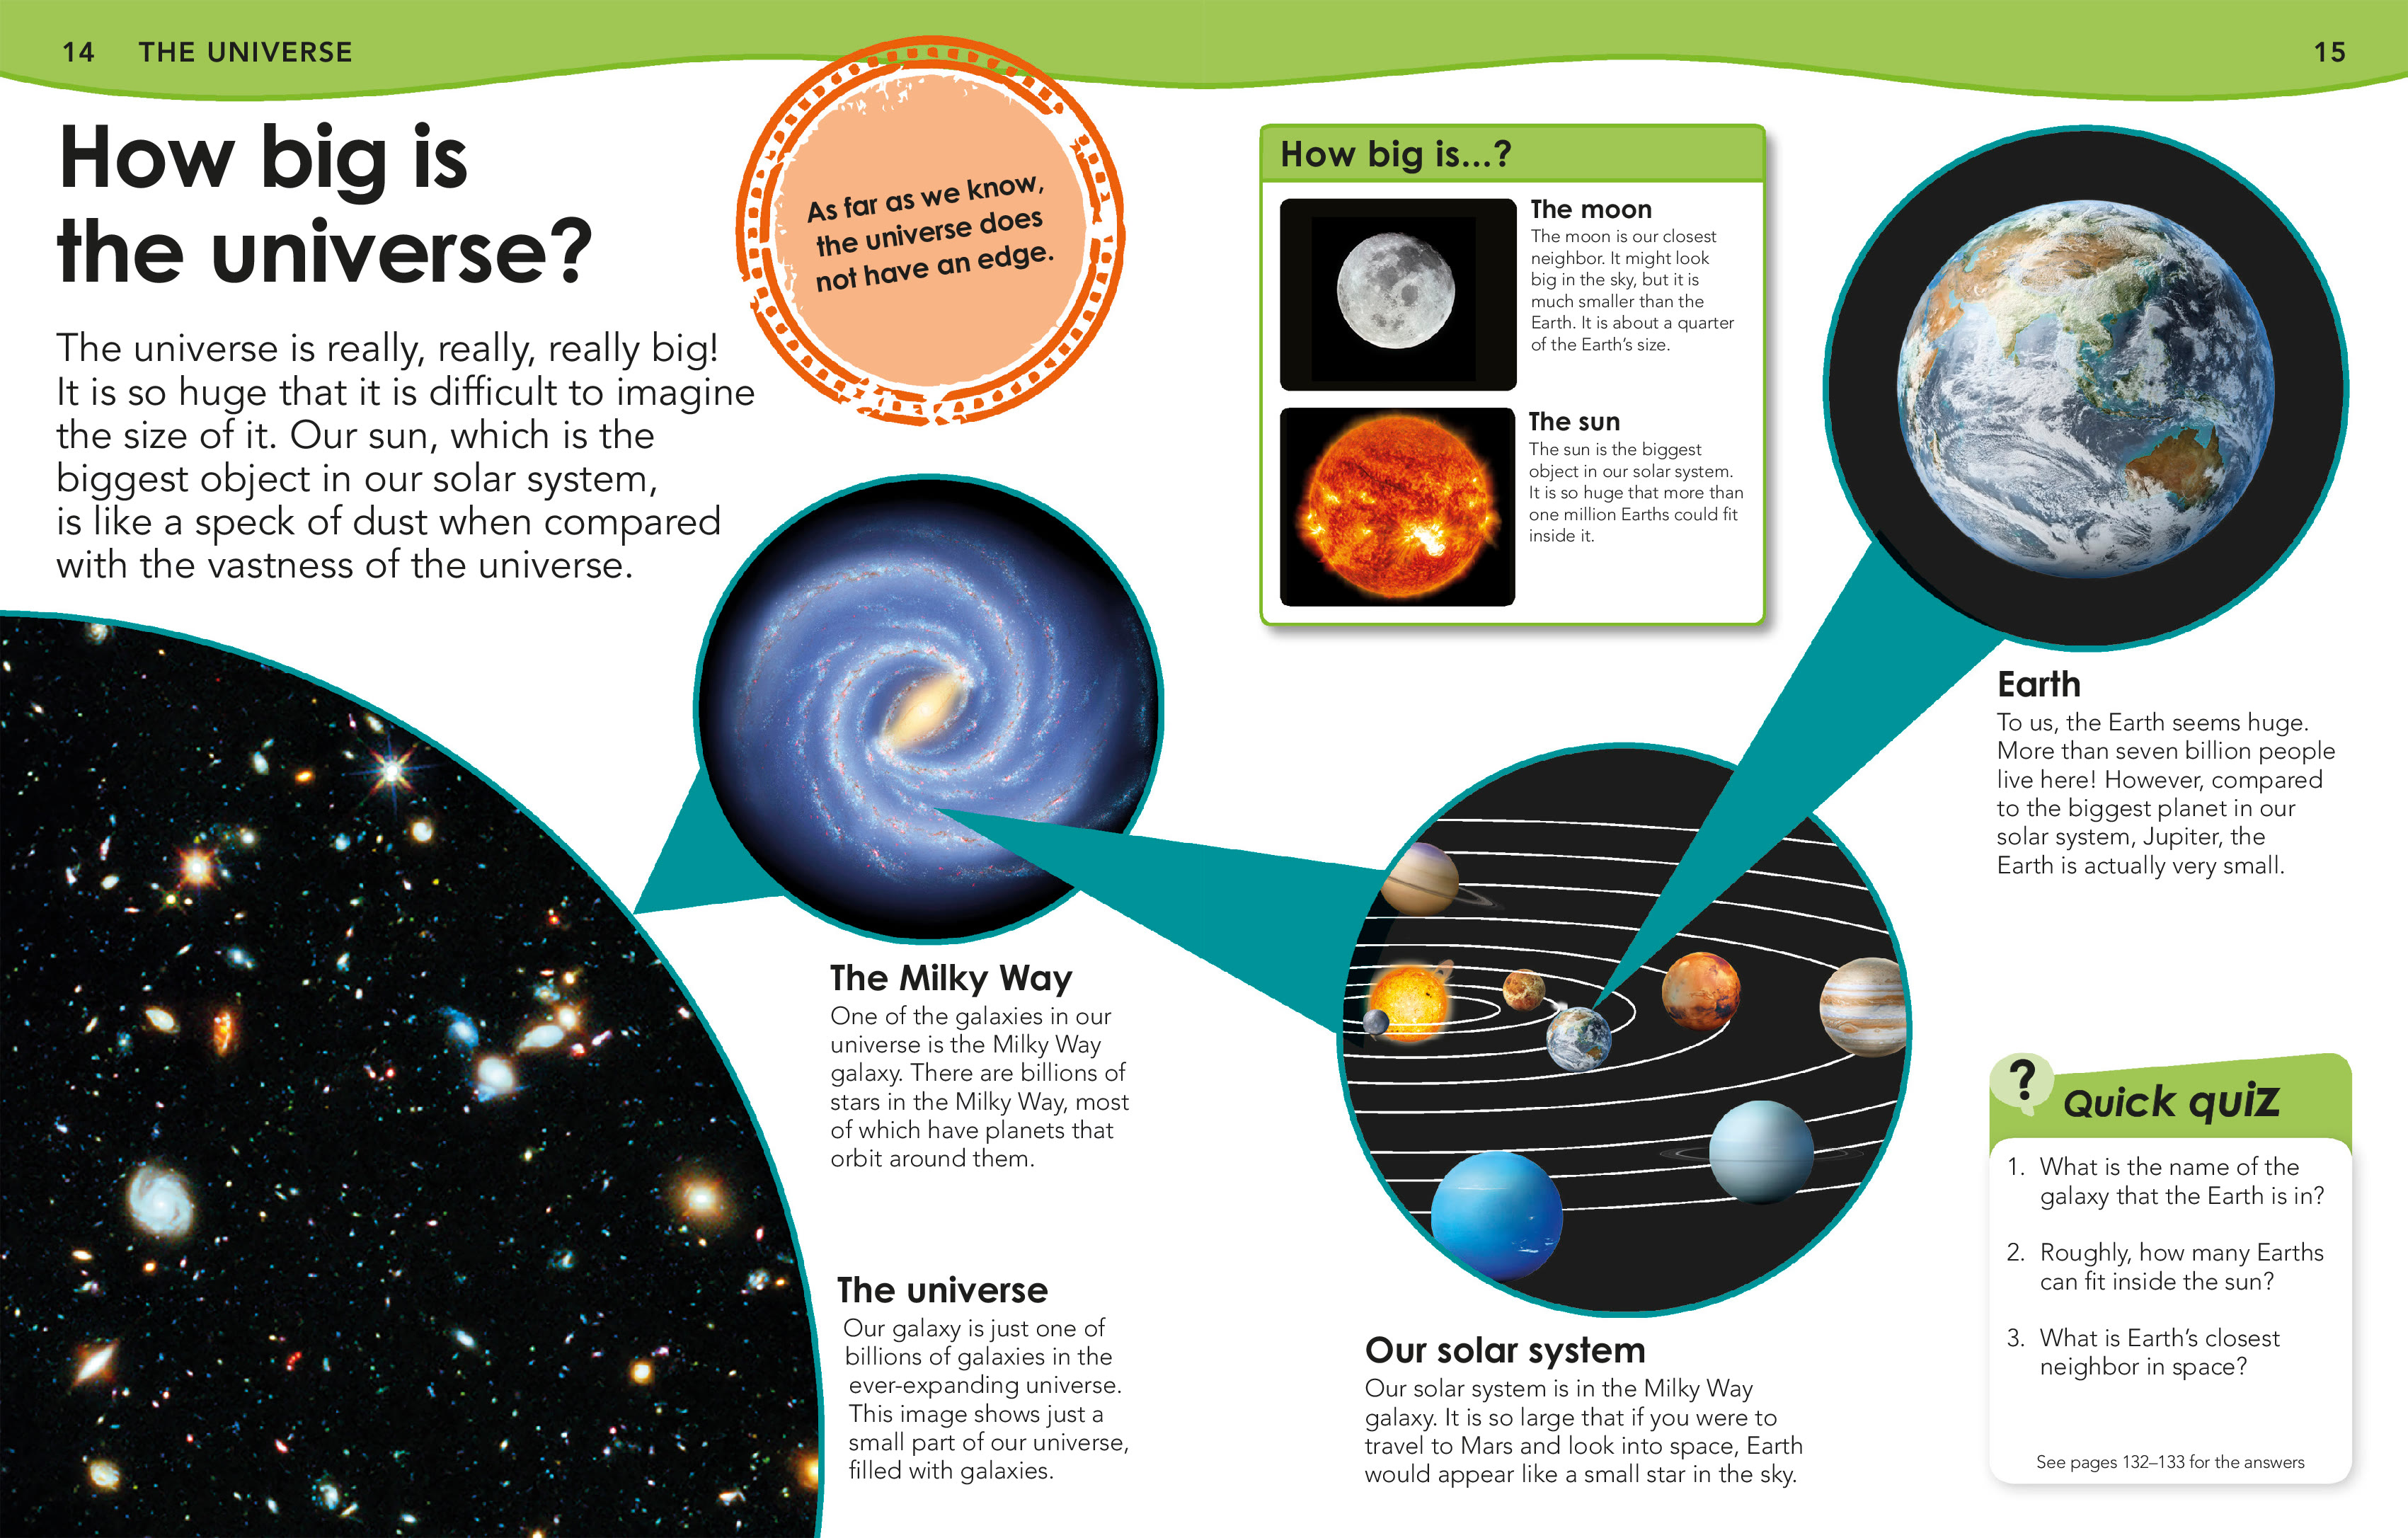 14 THE UNIVERSE
How big is
the universe?
The universe is really, really, really big!
It is so huge that it is difficult to imagine
the size of it. Our sun, which is the
biggest object in our solar system,
is like a speck of dust when compared
with the vastness of the universe.
As far as we know,
the universe does
not have an edge.
The Milky Way
One of the galaxies in our
universe is the Milky Way
galaxy. There are billions of
stars in the Milky Way, most
of which have planets that
orbit around them.
The universe
Our galaxy is just one of
billions of galaxies in the
ever-expanding universe.
This image shows just a
small part of our universe,
filled with galaxies.
15
How big is...?
The moon
The moon is our closest
neighbor. It might look
big in the sky, but it is
much smaller than the
Earth. It is about a quarter
of the Earth's size.
The sun
The sun is the biggest
object in our solar system.
It is so huge that more than
one million Earths could fit
inside it.
Earth
To us, the Earth seems huge.
More than seven billion people
live here! However, compared
to the biggest planet in our
solar system, Jupiter, the
Earth is actually very small.
Our solar system
Our solar system is in the Milky Way
galaxy. It is so large that if you were to
travel to Mars and look into space, Earth
would appear like a small star in the sky.
? Quick quiz
1. What is the name of the
galaxy that the Earth is in?
2. Roughly, how many Earths
can fit inside the sun?
3. What is Earth's closest
neighbor in space?
See pages 132–133 for the answers